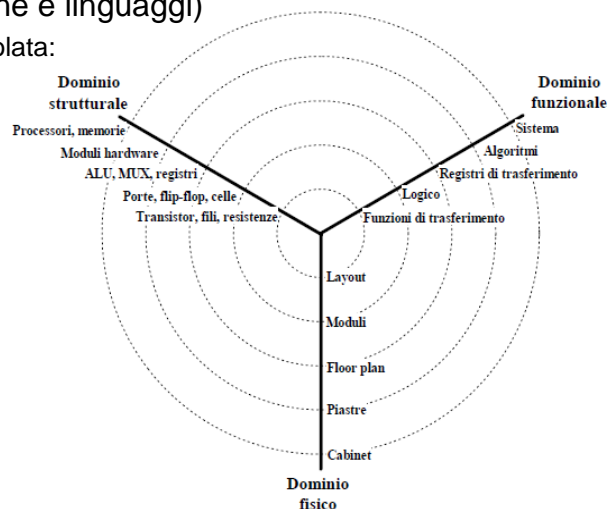 ne e linguaggi)
olata:
Dominio
strutturale
Dominio
funzionale
Processori, memorie
Moduli hardware
ALU, MUX, registri
Porte, flip-flop, celle
Transistor, fili, resistenze
Sistema
Algoritmi
Registri di trasferimento
Logico
Funzioni di trasferimento
Layout
Moduli
Floor plan
Piastre
Cabinet
Dominio
fisico